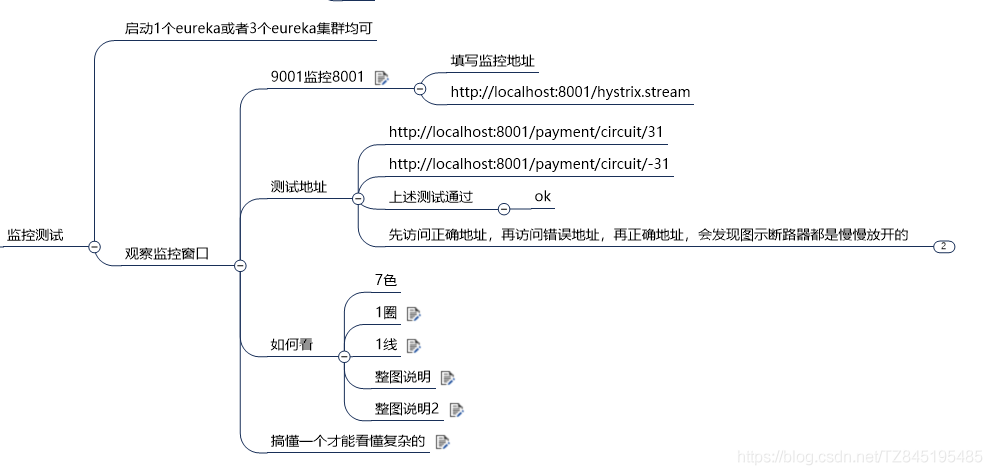 启动1个eureka或者3个eureka集群均可
填写监控地址
9001监控8001
http://localhost:8001/hystrix.stream
http://localhost:8001/payment/circuit/31
http://localhost:8001/payment/circuit/-31
测试地址
上述测试通过
ok
监控测试
先访问正确地址，再访问错误地址，再正确地址，会发现图示断路器都是慢慢放开的
2
观察监控窗口
7色
1圈
如何看
1线
整图说明
整图说明2
搞懂一个才能看懂复杂的
https://blog.csdn.net/TZ845195485